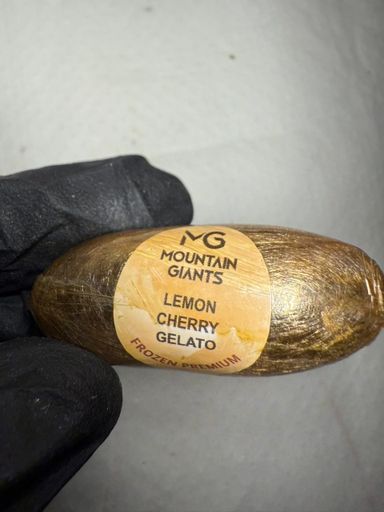 MG
MOUNTAIN
GIANTS
LEMON
CHERRY
GELATO
FROZEN PREMIUM